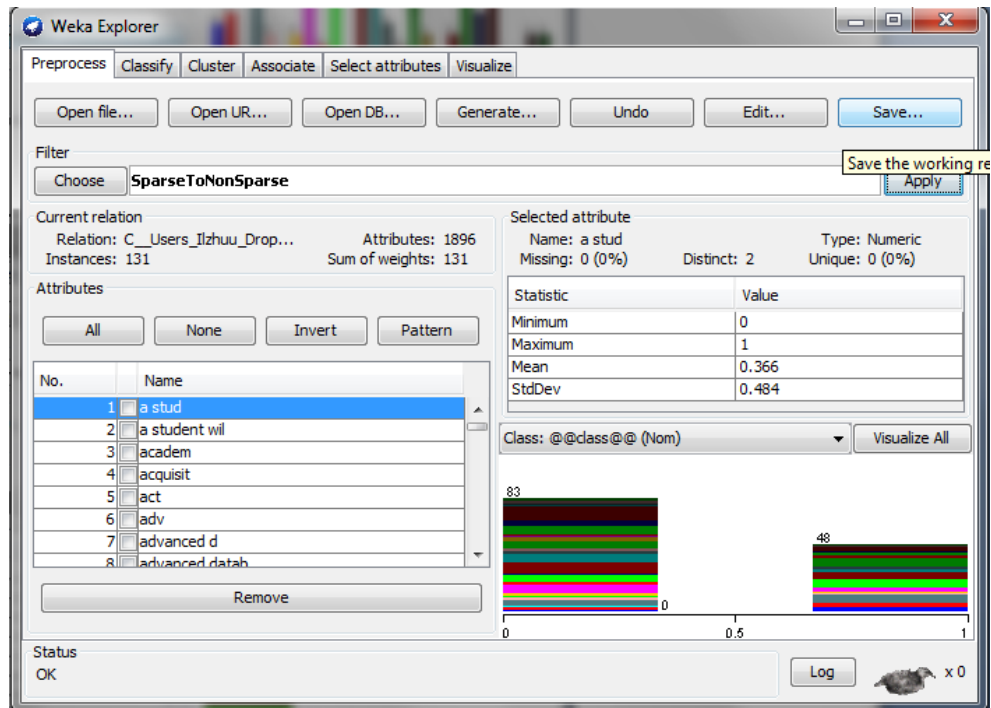 Weka Explorer
Preprocess Classify Cluster Associate Select attributes Visualize
Open file... Open UR... Open DB... Generate... Undo Edit... Save...
Filter
Save the working re
Choose SparseToNonSparse Apply
Current relation
Relation: C__Users_Ilzhuu_Drop... Attributes: 1896
Instances: 131 Sum of weights: 131
Selected attribute
Name: a stud Type: Numeric
Missing: 0 (0%) Distinct: 2 Unique: 0 (0%)
Attributes
All None Invert Pattern
No. Name
1 a stud
2 a student wil
3 academ
4 acquisit
5 act
6 adv
7 advanced d
8 advanced datab
Remove
Statistic Value
Minimum 0
Maximum 1
Mean 0.366
StdDev 0.484
Class: @@class@@ (Nom) Visualize All
83
48
0
0 0.5 1
Status
OK
Log x 0